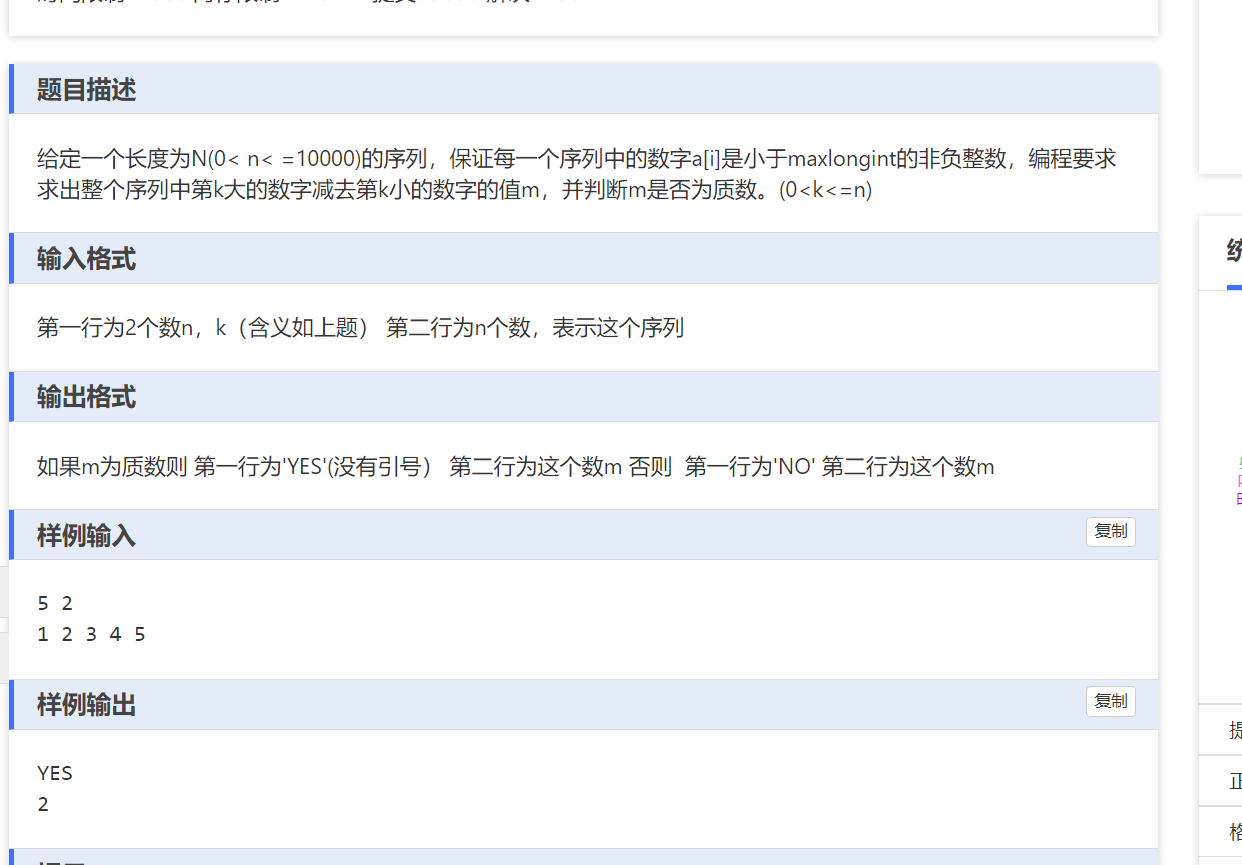 题目描述
给定一个长度为N(0< n< =10000)的序列，保证每一个序列中的数字a[i]是小于maxlongint的非负整数，编程要求
求出整个序列中第k大的数字减去第k小的数字的值m，并判断m是否为质数。(0<k<=n)
统
输入格式
第一行为2个数n，k（含义如上题） 第二行为n个数，表示这个序列
输出格式
如果m为质数则 第一行为'YES'(没有引号） 第二行为这个数m 否则  第一行为'NO' 第二行为这个数m
样例输入
复制
5 2
1 2 3 4 5
样例输出
复制
YES
2